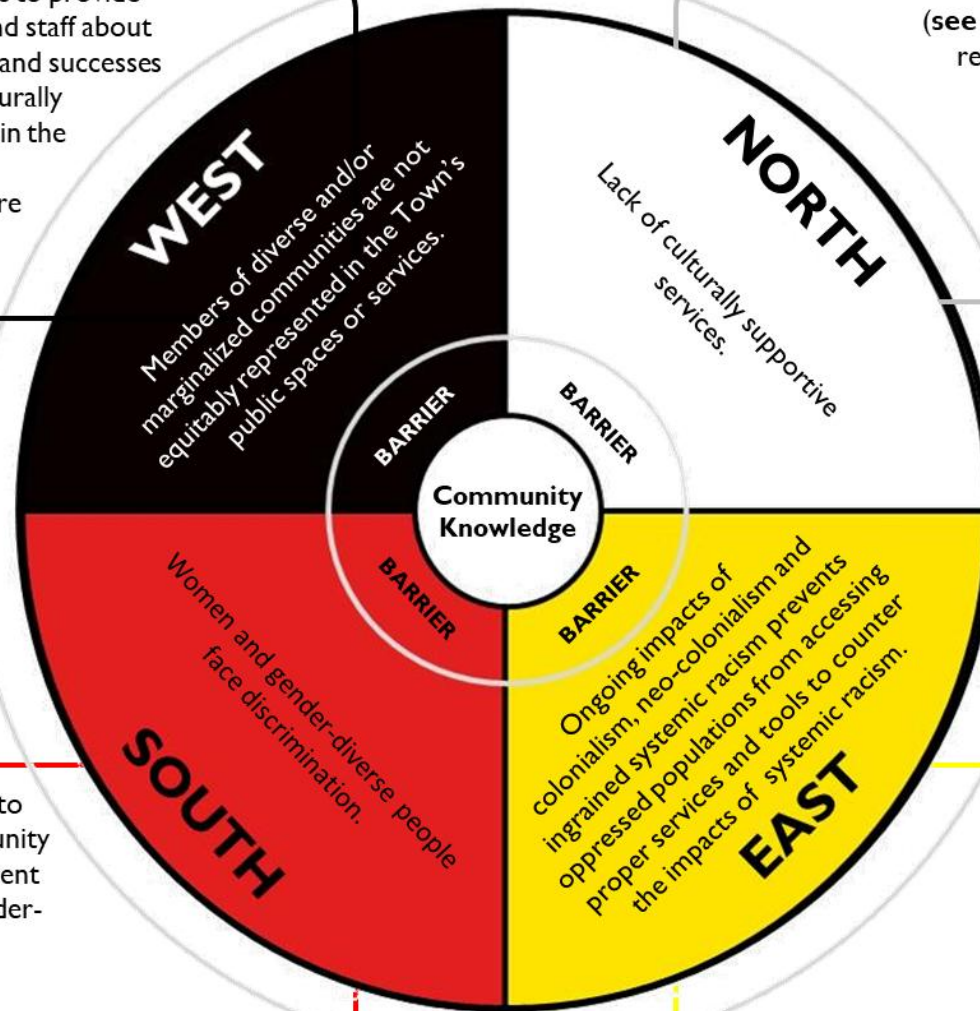 s to provide
nd staff about
and successes
urally
in the
re
(see
re
WEST
Members of diverse and/or
marginalized communities are not
equitably represented in the Town's
public spaces or services.
BARRIER
NORTH
Lack of culturally supportive
services.
BARRIER
Community
Knowledge
BARRIER
Women and gender-diverse people
face discrimination.
SOUTH
BARRIER
Ongoing impacts of
colonialism, neo-colonialism and
ingrained systemic racism prevents
oppressed populations from accessing
proper services and tools to counter
the impacts of systemic racism.
EAST
to
unity
ent
der-